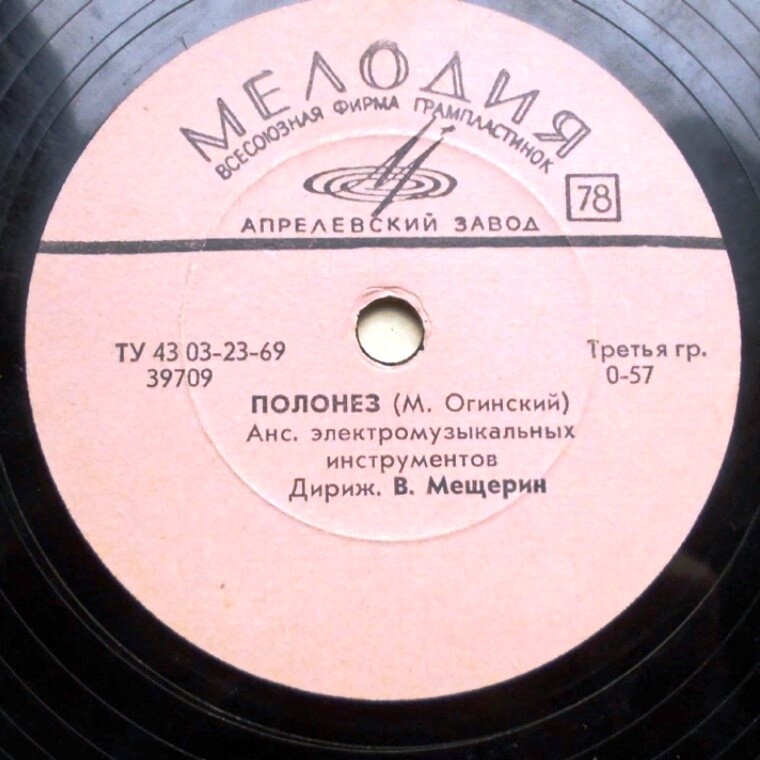 МЕЛОДИЯ
ВСЕСОЮЗНАЯ ФИРМА ГРАМПЛАСТИНОК
78
АПРЕЛЕВСКИЙ ЗАВОД
ТУ 43 03-23-69
39709
Третья гр.
0-57
ПОЛОНЕЗ (М. Огинский)
Анс. электромузыкальных
инструментов
Дириж. В. Мещерин